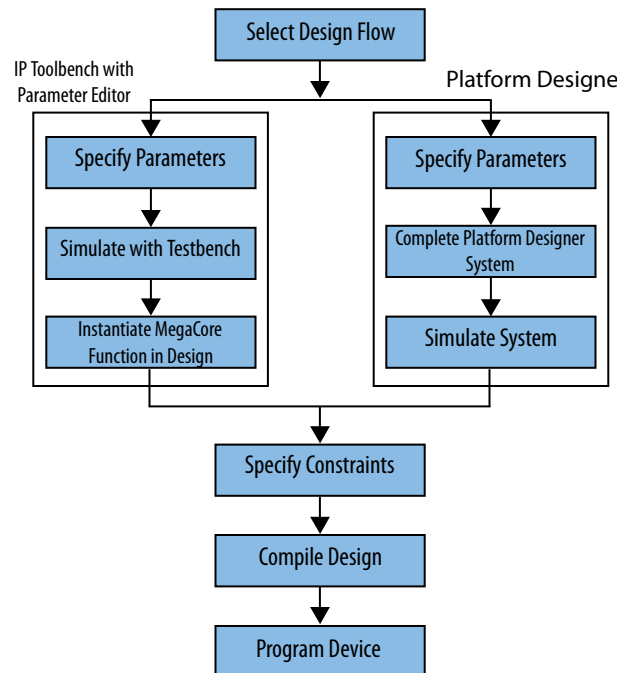 Select Design Flow
IP Toolbench with
Parameter Editor
Platform Designe
Specify Parameters
Simulate with Testbench
Instantiate MegaCore
Function in Design
Specify Parameters
Complete Platform Designer
System
Simulate System
Specify Constraints
Compile Design
Program Device